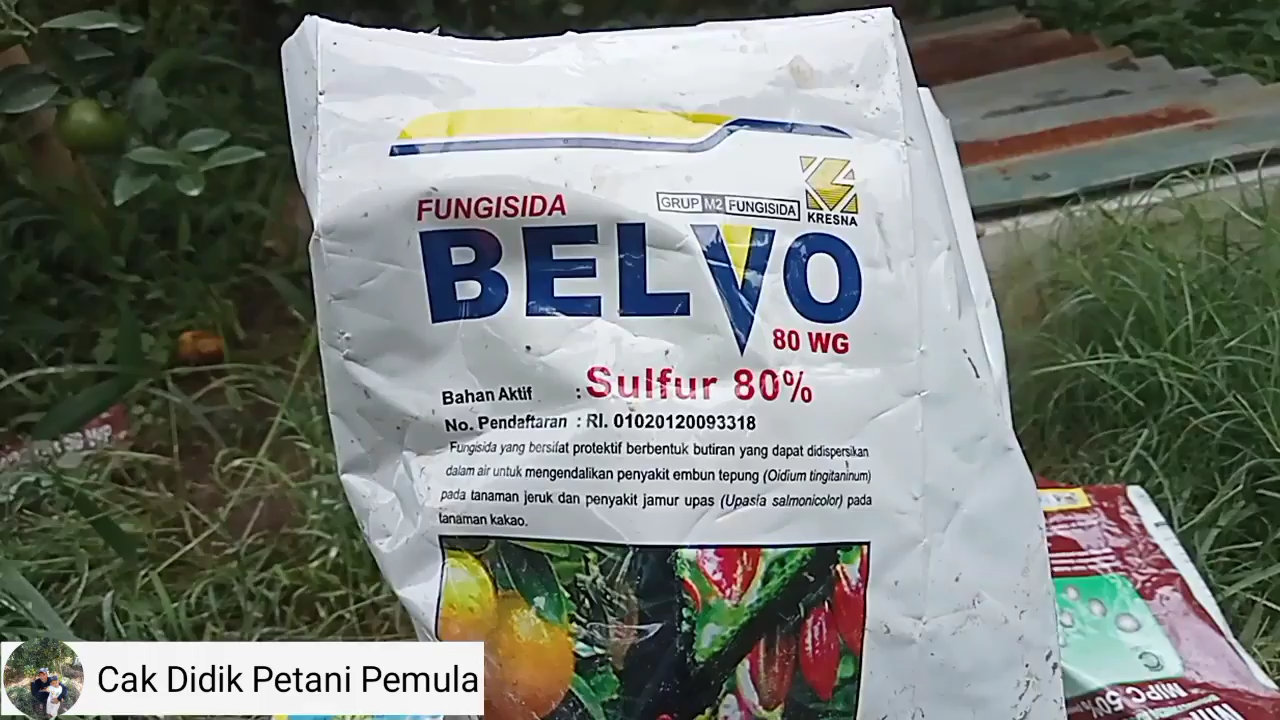 FUNGISIDA
GRUP M2 FUNGISIDA
KRESNA
BELVO
80 WG
Bahan Aktif : Sulfur 80%
No. Pendaftaran : RI. 01020120093318
Fungisida yang bersifat protektif berbentuk butiran yang dapat didispersikan
dalam air untuk mengendalikan penyakit embun tepung (Oidium tingitaninum)
pada tanaman jeruk dan penyakit jamur upas (Upasia salmonicolor) pada
tanaman kakao.
MIPC 50%
Cak Didik Petani Pemula